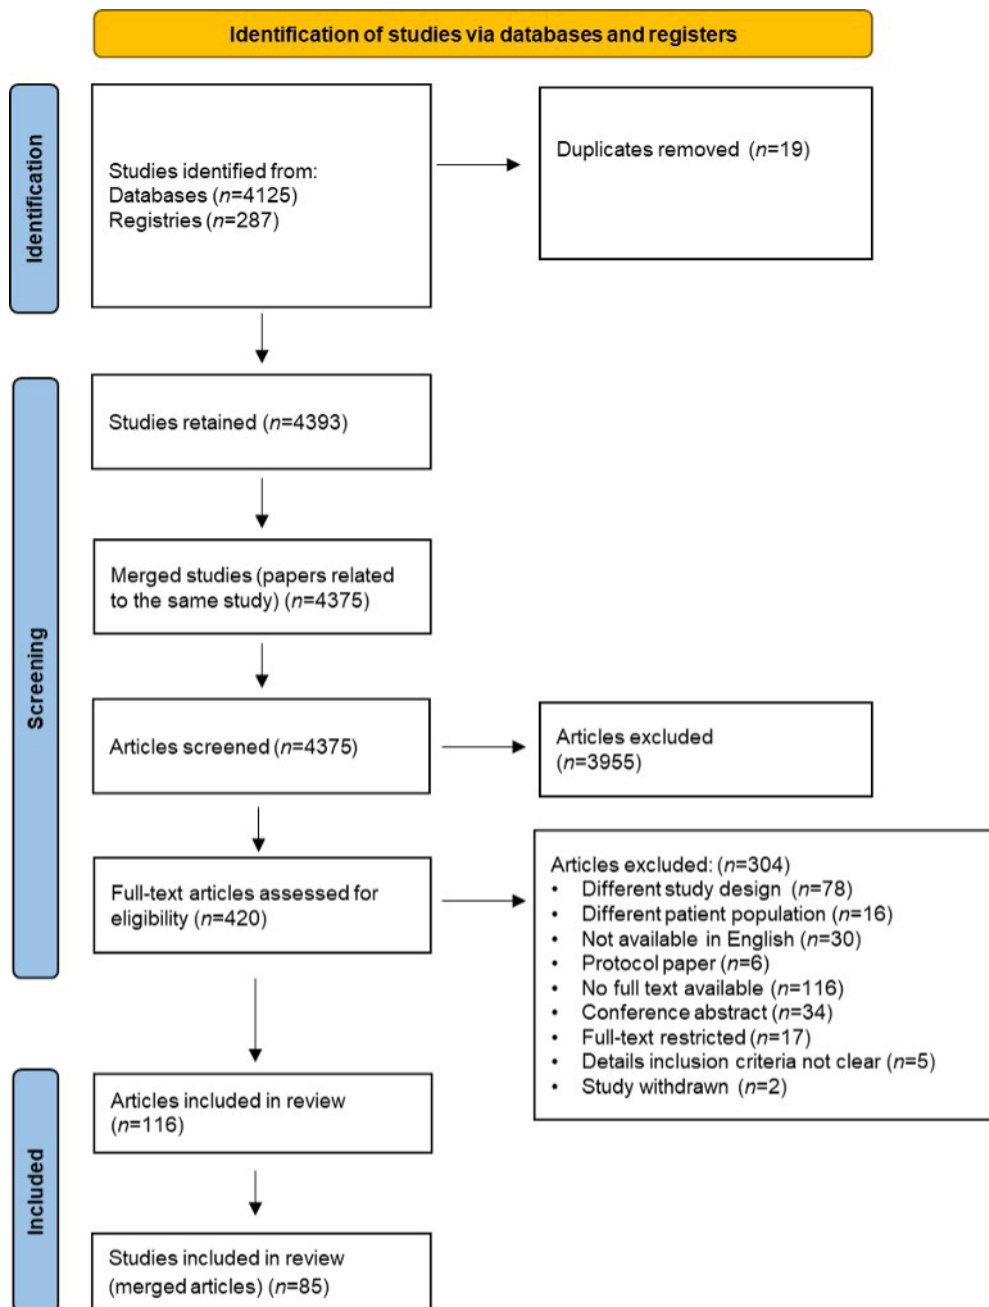 Identification of studies via databases and registers
Identification
Studies identified from:
Databases (n=4125)
Registries (n=287)
Duplicates removed (n=19)
Screening
Studies retained (n=4393)
Merged studies (papers related
to the same study) (n=4375)
Articles screened (n=4375)
Articles excluded
(n=3955)
Full-text articles assessed for
eligibility (n=420)
Articles excluded: (n=304)
• Different study design (n=78)
• Different patient population (n=16)
• Not available in English (n=30)
• Protocol paper (n=6)
• No full text available (n=116)
• Conference abstract (n=34)
• Full-text restricted (n=17)
• Details inclusion criteria not clear (n=5)
• Study withdrawn (n=2)
Included
Articles included in review
(n=116)
Studies included in review
(merged articles) (n=85)